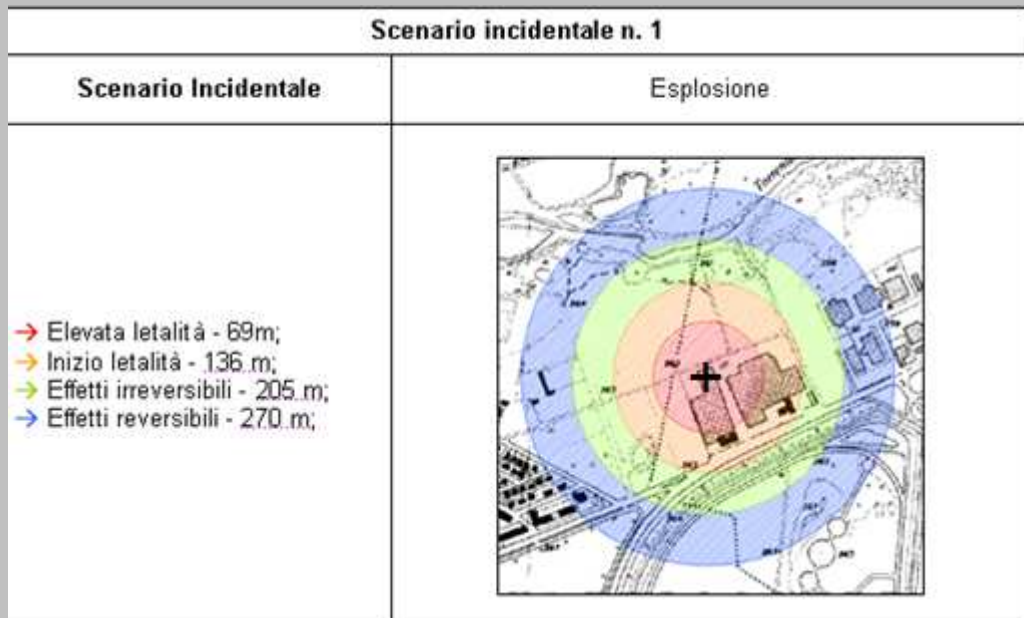 Scenario incidentale n. 1
Scenario Incidentale
Esplosione
→ Elevata letalità - 69m;
→ Inizio letalità - 136 m;
→ Effetti irreversibili - 205 m;
→ Effetti reversibili - 270 m;